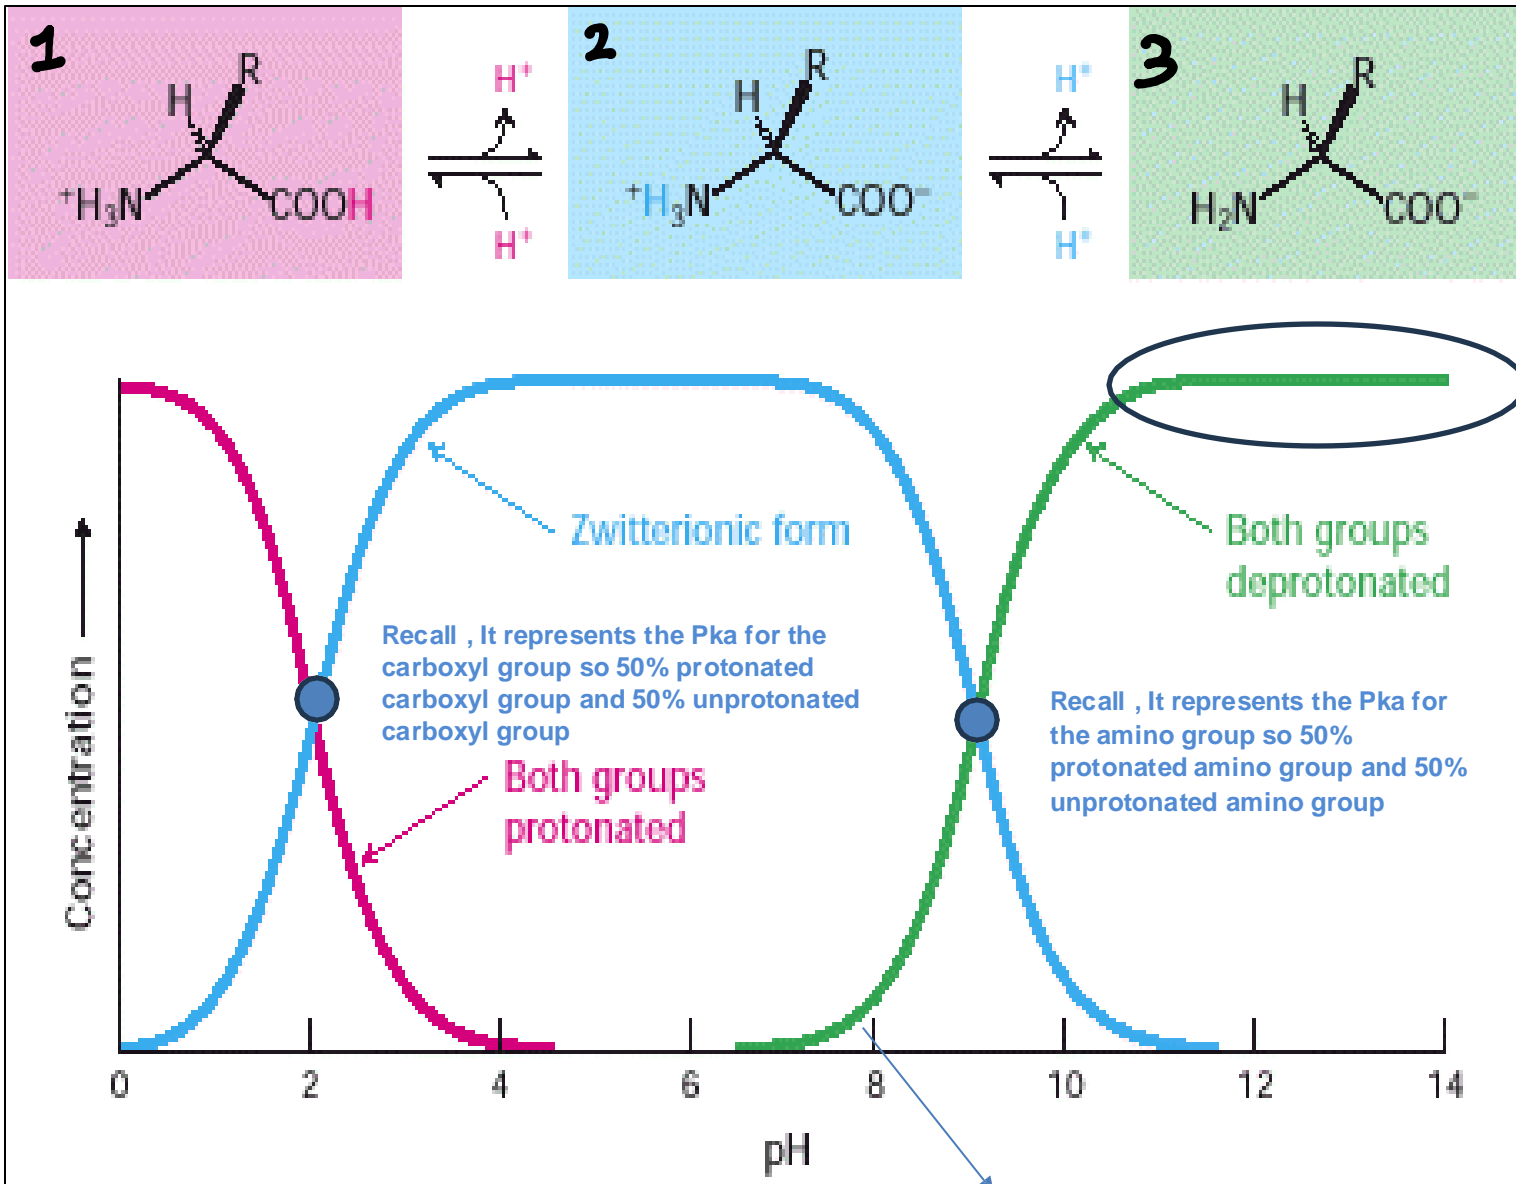 1
2
3
R
H
⁺H₃N
COOH
H⁺
H⁺
R
H
⁺H₃N
COO⁻
H⁺
H⁺
R
H
H₂N
COO⁻
Zwitterionic form
Both groups
deprotonated
Recall , It represents the Pka for the
carboxyl group so 50% protonated
carboxyl group and 50% unprotonated
carboxyl group
Recall , It represents the Pka for
the amino group so 50%
protonated amino group and 50%
unprotonated amino group
Both groups
protonated
Concentration
0 2 4 6 8 10 12 14
pH